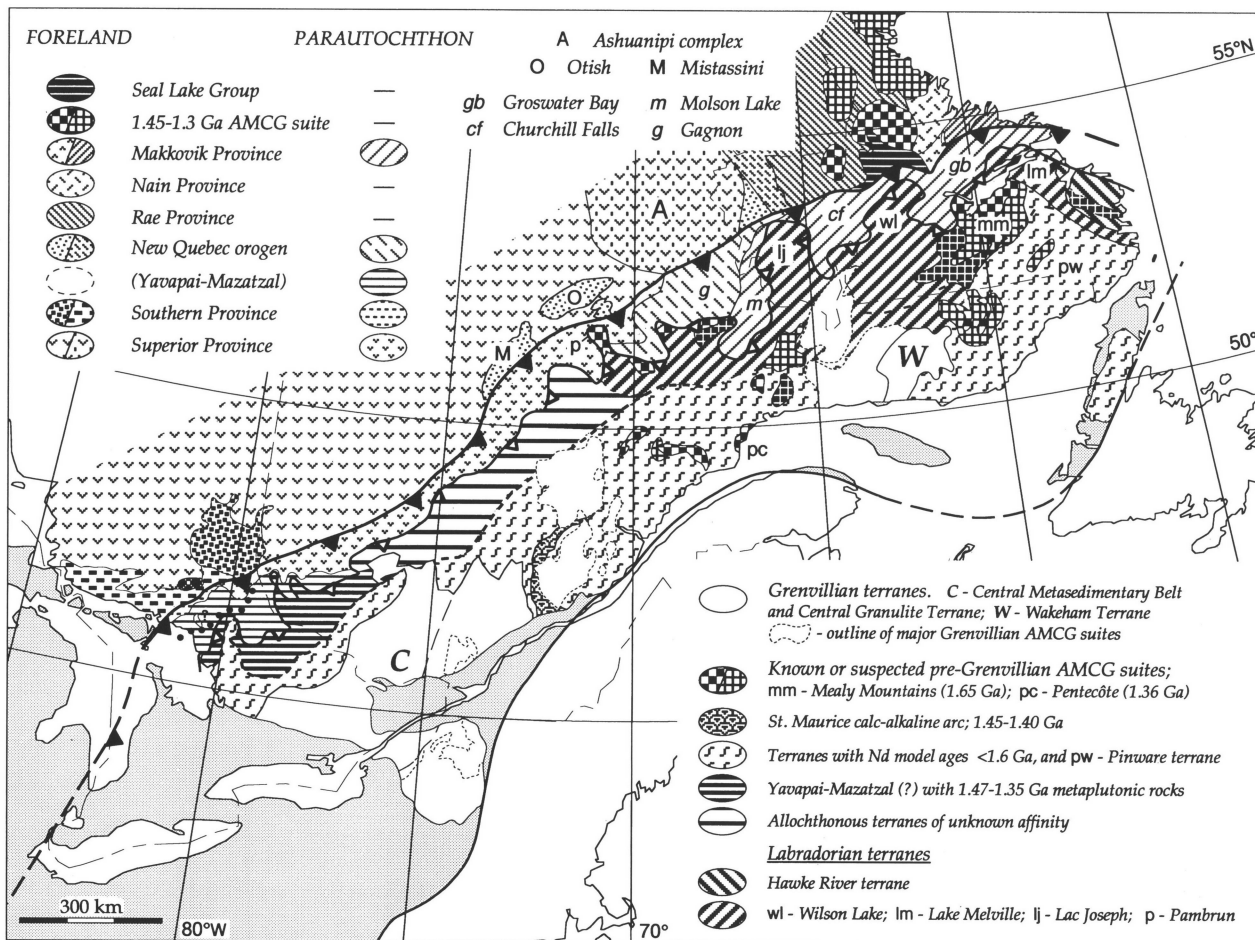 FORELAND
PARAUTOCHTHON
Seal Lake Group —
1.45-1.3 Ga AMCG suite —
Makkovik Province
Nain Province —
Rae Province —
New Quebec orogen
(Yavapai-Mazatzal)
Southern Province
Superior Province
A Ashuanipi complex
O Otish M Mistassini
gb Groswater Bay m Molson Lake
cf Churchill Falls g Gagnon
55°N
50°
A
O
M
p
g
m
lj
cf
wl
gb
lm
mm
pw
W
pc
C
300 km
80°W
70°
Grenvillian terranes. C - Central Metasedimentary Belt
and Central Granulite Terrane; W - Wakeham Terrane
- outline of major Grenvillian AMCG suites
Known or suspected pre-Grenvillian AMCG suites;
mm - Mealy Mountains (1.65 Ga); pc - Pentecôte (1.36 Ga)
St. Maurice calc-alkaline arc; 1.45-1.40 Ga
Terranes with Nd model ages <1.6 Ga, and pw - Pinware terrane
Yavapai-Mazatzal (?) with 1.47-1.35 Ga metaplutonic rocks
Allochthonous terranes of unknown affinity
Labradorian terranes
Hawke River terrane
wl - Wilson Lake; lm - Lake Melville; lj - Lac Joseph; p - Pambrun